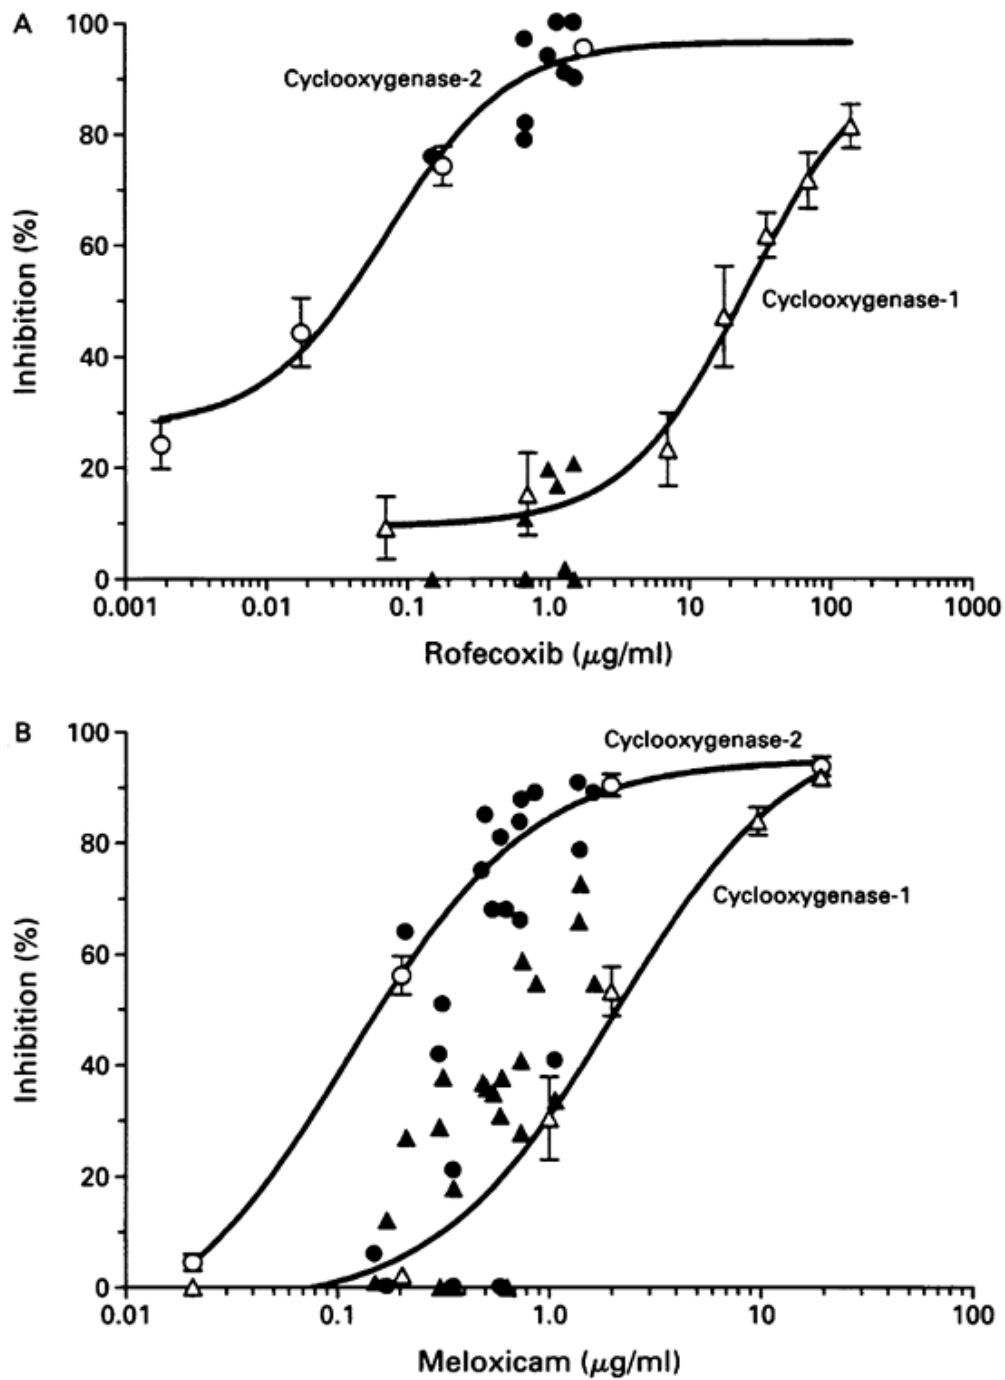 A
100
80
60
40
20
0
Inhibition (%)
Cyclooxygenase-2
Cyclooxygenase-1
0.001 0.01 0.1 1.0 10 100 1000
Rofecoxib (μg/ml)
B
100
80
60
40
20
0
Inhibition (%)
Cyclooxygenase-2
Cyclooxygenase-1
0.01 0.1 1.0 10 100
Meloxicam (μg/ml)